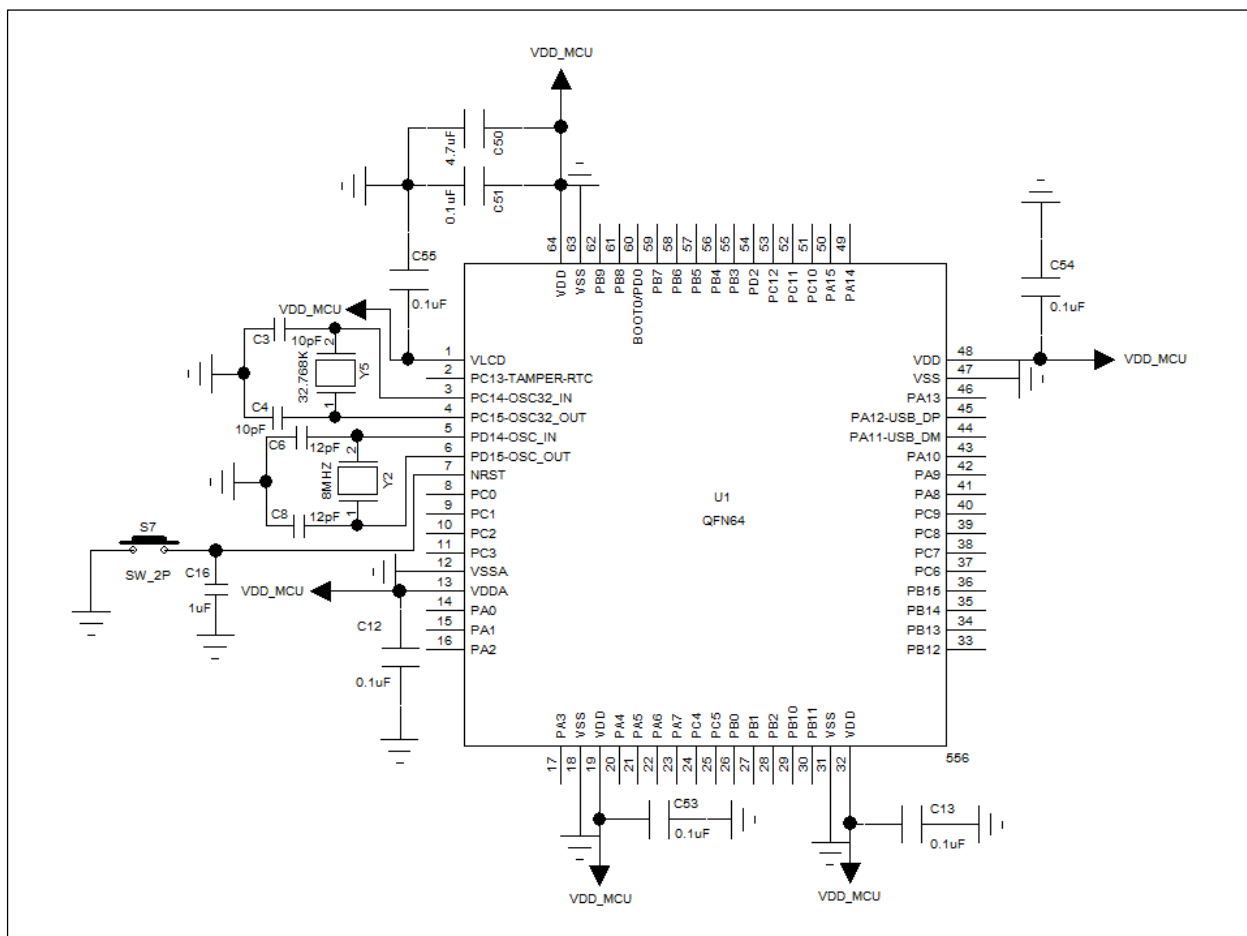 VDD_MCU
4.7uF
C50
0.1uF
C51
C55
0.1uF
VDD_MCU
C3
10pF
2
32.768K
Y5
1
C4
10pF
C6
12pF
2
8MHZ
Y2
1
C8
12pF
S7
SW_2P
C16
1uF
VDD_MCU
C12
0.1uF
64 63 62 61 60 59 58 57 56 55 54 53 52 51 50 49
VDD VSS PB9 PB8 BOOT0/PD0 PB7 PB6 PB5 PB4 PB3 PD2 PC12 PC11 PC10 PA15 PA14
1 VLCD
2 PC13-TAMPER-RTC
3 PC14-OSC32_IN
4 PC15-OSC32_OUT
5 PD14-OSC_IN
6 PD15-OSC_OUT
7 NRST
8 PC0
9 PC1
10 PC2
11 PC3
12 VSSA
13 VDDA
14 PA0
15 PA1
16 PA2
U1
QFN64
C54
0.1uF
VDD_MCU
VDD 48
VSS 47
PA13 46
PA12-USB_DP 45
PA11-USB_DM 44
PA10 43
PA9 42
PA8 41
PC9 40
PC8 39
PC7 38
PC6 37
PB15 36
PB14 35
PB13 34
PB12 33
PA3 VSS VDD PA4 PA5 PA6 PA7 PC4 PC5 PB0 PB1 PB2 PB10 PB11 VSS VDD
17 18 19 20 21 22 23 24 25 26 27 28 29 30 31 32
556
C53
0.1uF
C13
0.1uF
VDD_MCU
VDD_MCU